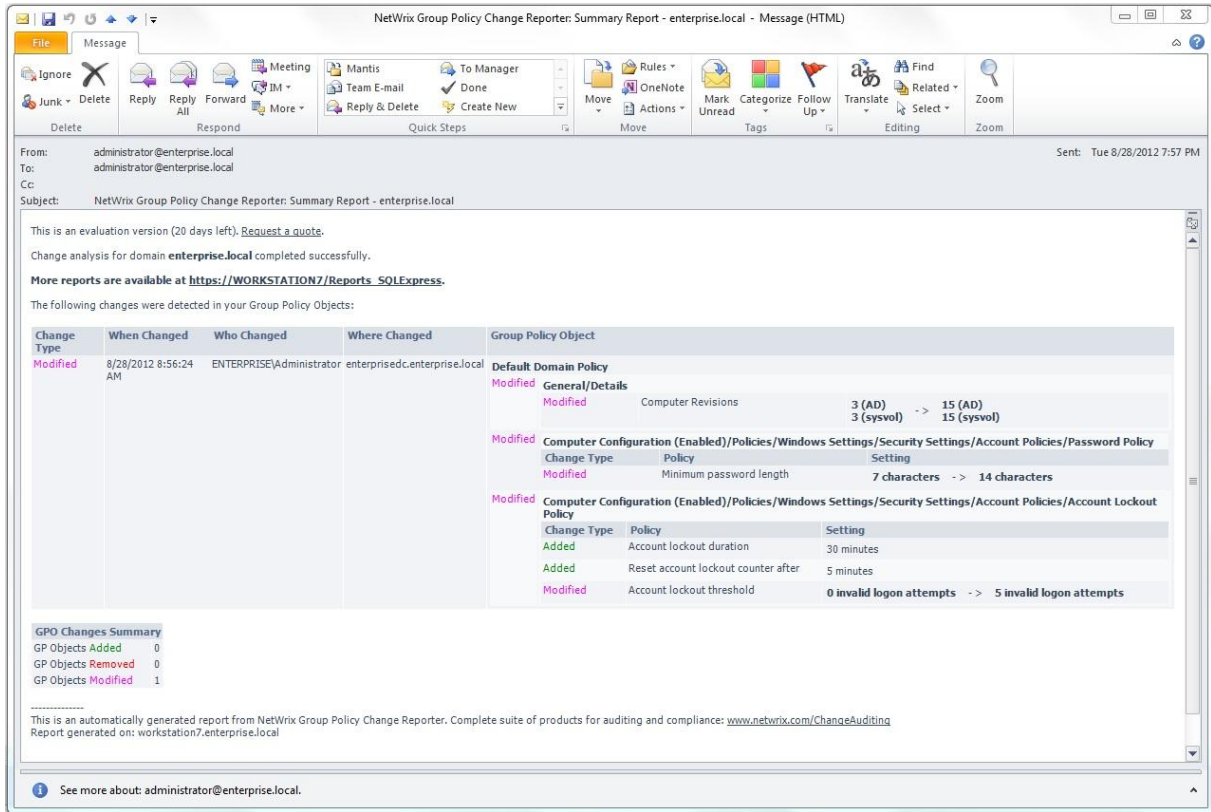 NetWrix Group Policy Change Reporter: Summary Report - enterprise.local - Message (HTML)
File Message
Ignore
Junk
Delete
Reply
Reply All
Forward
Meeting
IM
More
Mantis
Team E-mail
Reply & Delete
To Manager
Done
Create New
Move
Rules
OneNote
Actions
Mark Unread
Categorize
Follow Up
Translate
Find
Related
Select
Zoom
Delete Respond Quick Steps Move Tags Editing Zoom
From: administrator@enterprise.local Sent: Tue 8/28/2012 7:57 PM
To: administrator@enterprise.local
Cc:
Subject: NetWrix Group Policy Change Reporter: Summary Report - enterprise.local
This is an evaluation version (20 days left). Request a quote.
Change analysis for domain enterprise.local completed successfully.
More reports are available at https://WORKSTATION7/Reports_SQLExpress.
The following changes were detected in your Group Policy Objects:
Change Type When Changed Who Changed Where Changed Group Policy Object
Modified 8/28/2012 8:56:24 AM ENTERPRISE\Administrator enterprisedc.enterprise.local Default Domain Policy
Modified General/Details
Modified Computer Revisions 3 (AD) 3 (sysvol) -> 15 (AD) 15 (sysvol)
Modified Computer Configuration (Enabled)/Policies/Windows Settings/Security Settings/Account Policies/Password Policy
Change Type Policy Setting
Modified Minimum password length 7 characters -> 14 characters
Modified Computer Configuration (Enabled)/Policies/Windows Settings/Security Settings/Account Policies/Account Lockout
Policy
Change Type Policy Setting
Added Account lockout duration 30 minutes
Added Reset account lockout counter after 5 minutes
Modified Account lockout threshold 0 invalid logon attempts -> 5 invalid logon attempts
GPO Changes Summary
GP Objects Added 0
GP Objects Removed 0
GP Objects Modified 1
--------------
This is an automatically generated report from NetWrix Group Policy Change Reporter. Complete suite of products for auditing and compliance: www.netwrix.com/ChangeAuditing
Report generated on: workstation7.enterprise.local
See more about: administrator@enterprise.local.